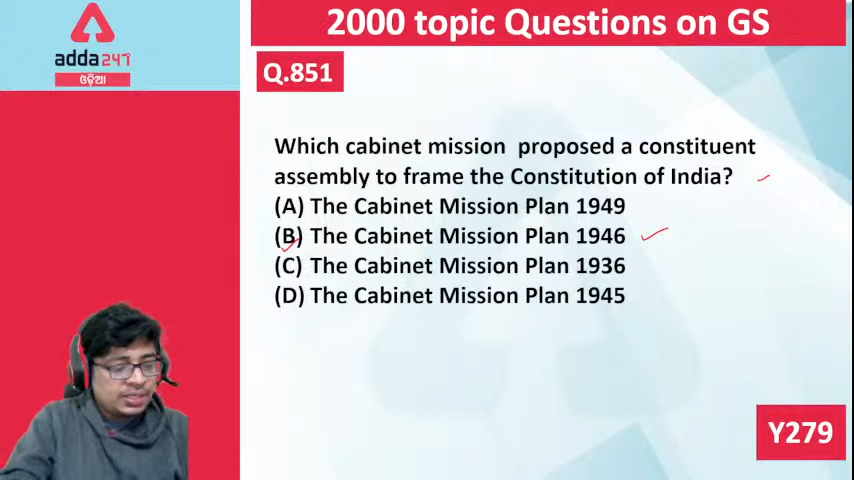 2000 topic Questions on GS
adda247
ଓଡ଼ିଆ
Q.851
Which cabinet mission proposed a constituent
assembly to frame the Constitution of India?
(A) The Cabinet Mission Plan 1949
(B) The Cabinet Mission Plan 1946
(C) The Cabinet Mission Plan 1936
(D) The Cabinet Mission Plan 1945
Y279